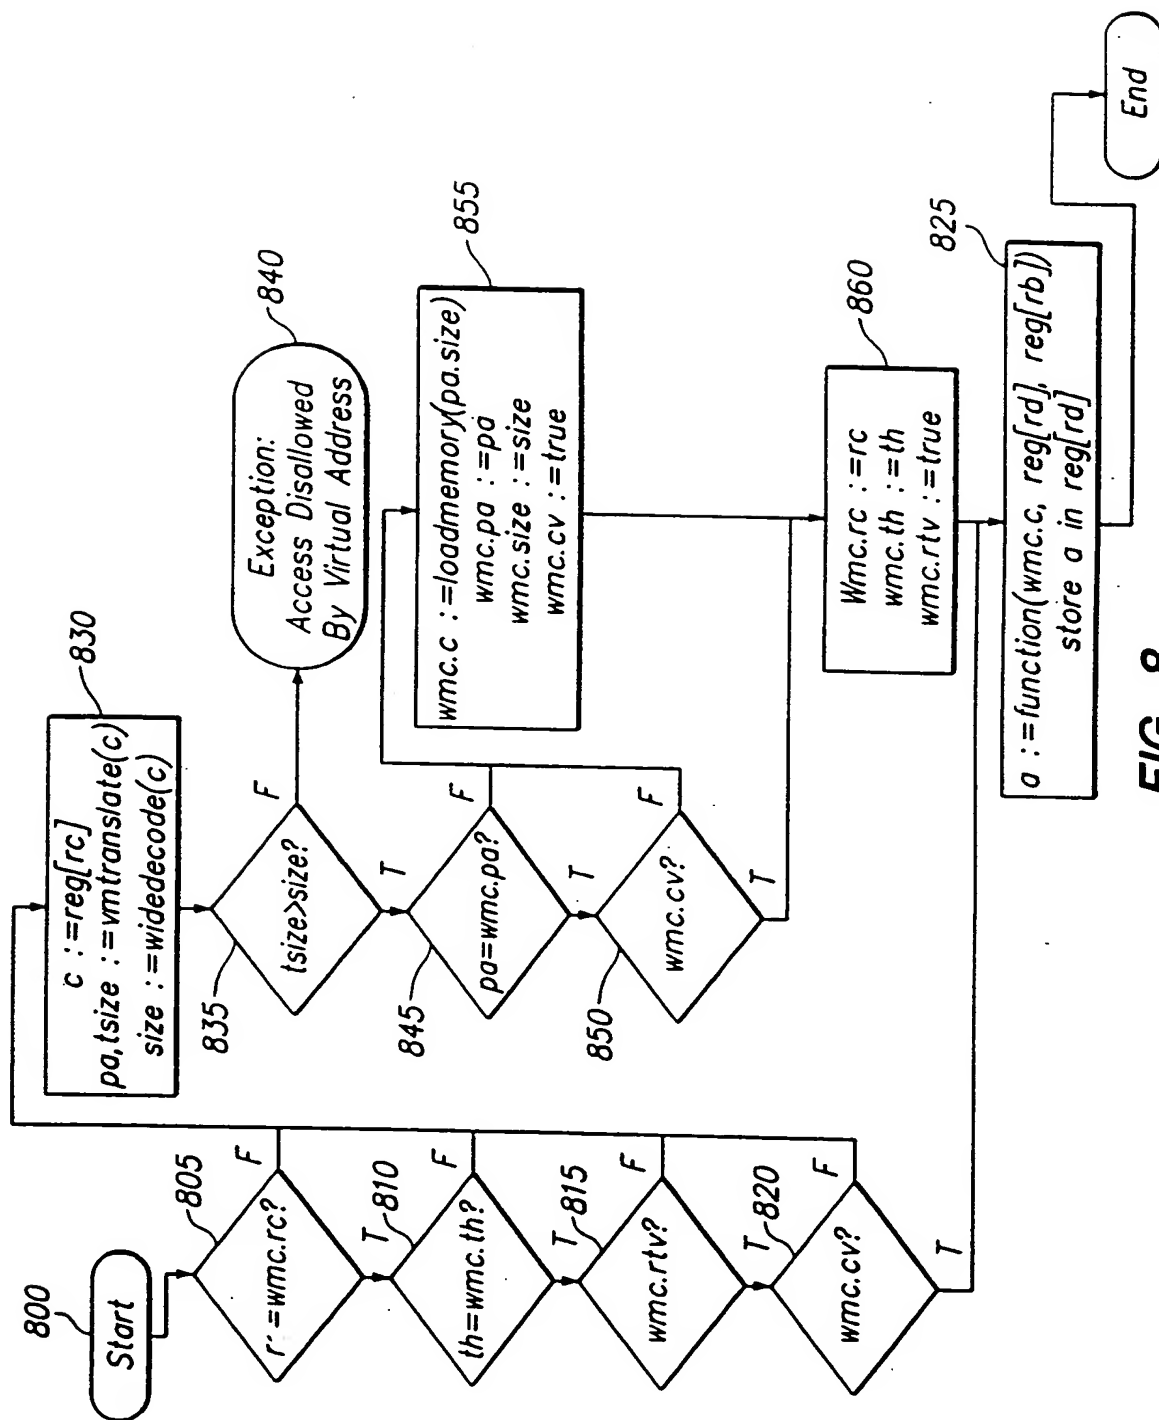 800
Start
805
r =wmc.rc?
F
T
810
th=wmc.th?
F
T
815
wmc.rtv?
F
T
820
wmc.cv?
F
T
830
c :=reg[rc]
pa,tsize :=vmtranslate(c)
size :=widedecode(c)
835
tsize>size?
F
T
840
Exception:
Access Disallowed
By Virtual Address
845
pa=wmc.pa?
F
T
850
wmc.cv?
F
T
855
wmc.c :=loadmemory(pa.size)
wmc.pa :=pa
wmc.size :=size
wmc.cv :=true
860
Wmc.rc :=rc
wmc.th :=th
wmc.rtv :=true
825
a :=function(wmc.c, reg[rd], reg[rb])
store a in reg[rd]
End
FIG. 8